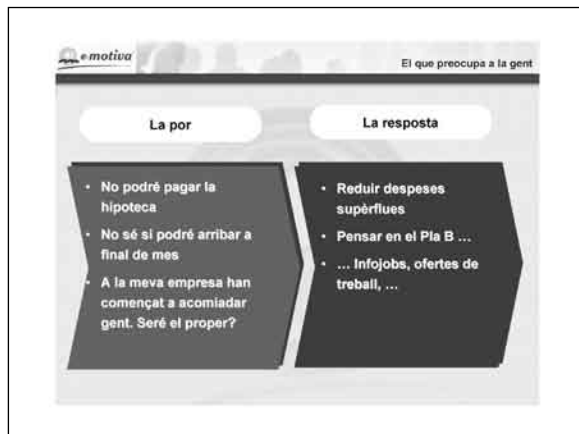 e·motiva
El que preocupa a la gent
La por
La resposta
• No podré pagar la
hipoteca
• No sé si podré arribar a
final de mes
• A la meva empresa han
començat a acomiadar
gent. Seré el proper?
• Reduir despeses
supèrflues
• Pensar en el Pla B ...
• ... Infojobs, ofertes de
treball, ...